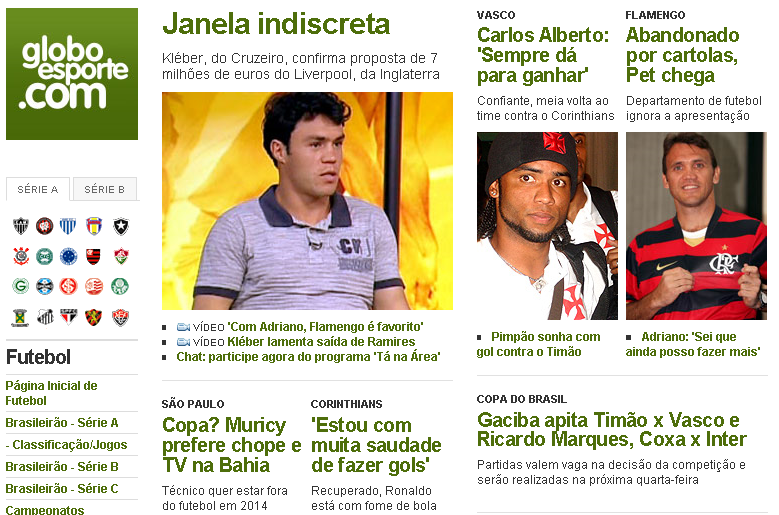 globo
esporte
.com
SÉRIE A
SÉRIE B
Futebol
Página Inicial de
Futebol
Brasileirão - Série A
- Classificação/Jogos
Brasileirão - Série B
Brasileirão - Série C
Campeonatos
Janela indiscreta
Kléber, do Cruzeiro, confirma proposta de 7
milhões de euros do Liverpool, da Inglaterra
VÍDEO 'Com Adriano, Flamengo é favorito'
VÍDEO Kléber lamenta saída de Ramires
Chat: participe agora do programa 'Tá na Área'
SÃO PAULO
Copa? Muricy
prefere chope e
TV na Bahia
Técnico quer estar fora
do futebol em 2014
CORINTHIANS
'Estou com
muita saudade
de fazer gols'
Recuperado, Ronaldo
está com fome de bola
VASCO
Carlos Alberto:
'Sempre dá
para ganhar'
Confiante, meia volta ao
time contra o Corinthians
Pimpão sonha com
gol contra o Timão
FLAMENGO
Abandonado
por cartolas,
Pet chega
Departamento de futebol
ignora a apresentação
Adriano: 'Sei que
ainda posso fazer mais'
COPA DO BRASIL
Gaciba apita Timão x Vasco e
Ricardo Marques, Coxa x Inter
Partidas valem vaga na decisão da competição e
serão realizadas na próxima quarta-feira